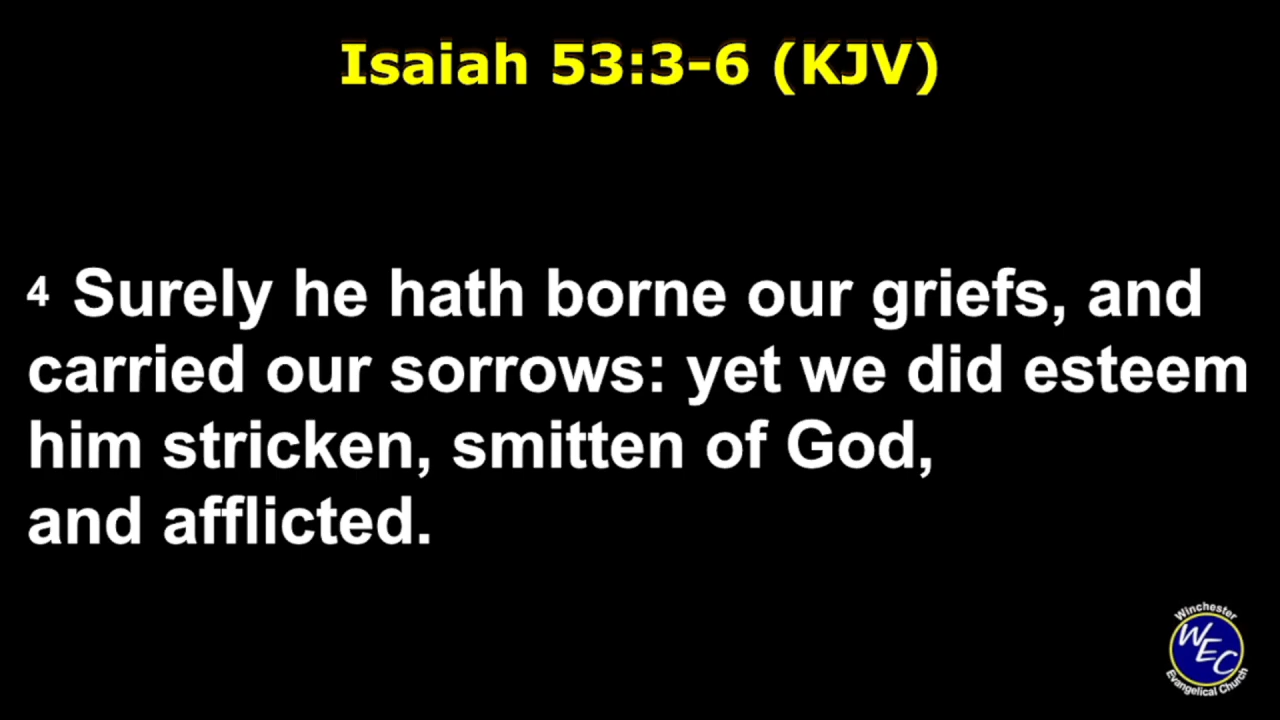 Isaiah 53:3-6 (KJV)
4 Surely he hath borne our griefs, and
carried our sorrows: yet we did esteem
him stricken, smitten of God,
and afflicted.
Winchester
WEC
Evangelical Church